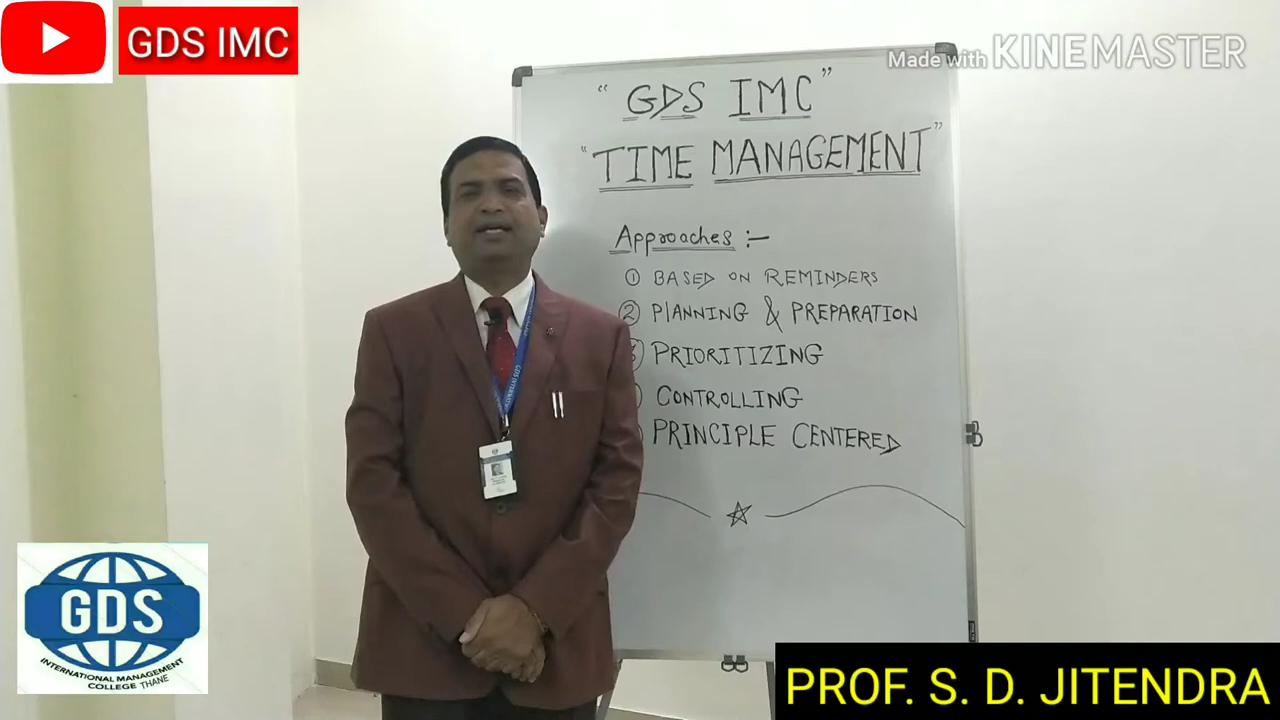 GDS IMC
Made with KINEMASTER
" GDS IMC "
" TIME MANAGEMENT "
Approaches :-
① BASED ON REMINDERS
② PLANNING & PREPARATION
PRIORITIZING
CONTROLLING
PRINCIPLE CENTERED
GDS
INTERNATIONAL MANAGEMENT
COLLEGE THANE
PROF. S. D. JITENDRA